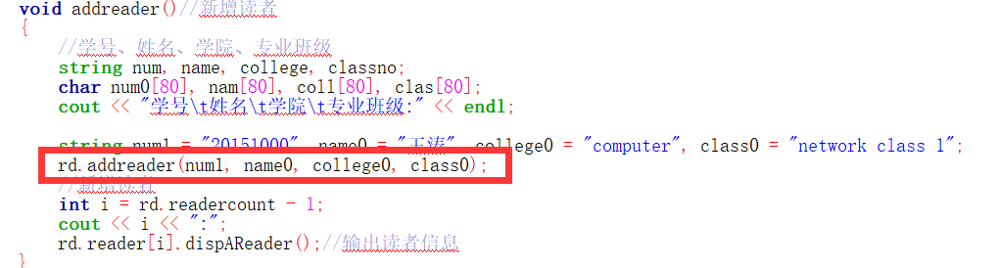 void addreader()//新增读者
{
//学号、姓名、学院、专业班级
string num, name, college, classno;
char num0[80], nam[80], coll[80], clas[80];
cout << "学号\t姓名\t学院\t专业班级:" << endl;
string num1 = "20151000", name0 = "王涛", college0 = "computer", class0 = "network class 1";
rd.addreader(num1, name0, college0, class0);
//新增读者
int i = rd.readercount - 1;
cout << i << ":";
rd.reader[i].dispAReader();//输出读者信息
}